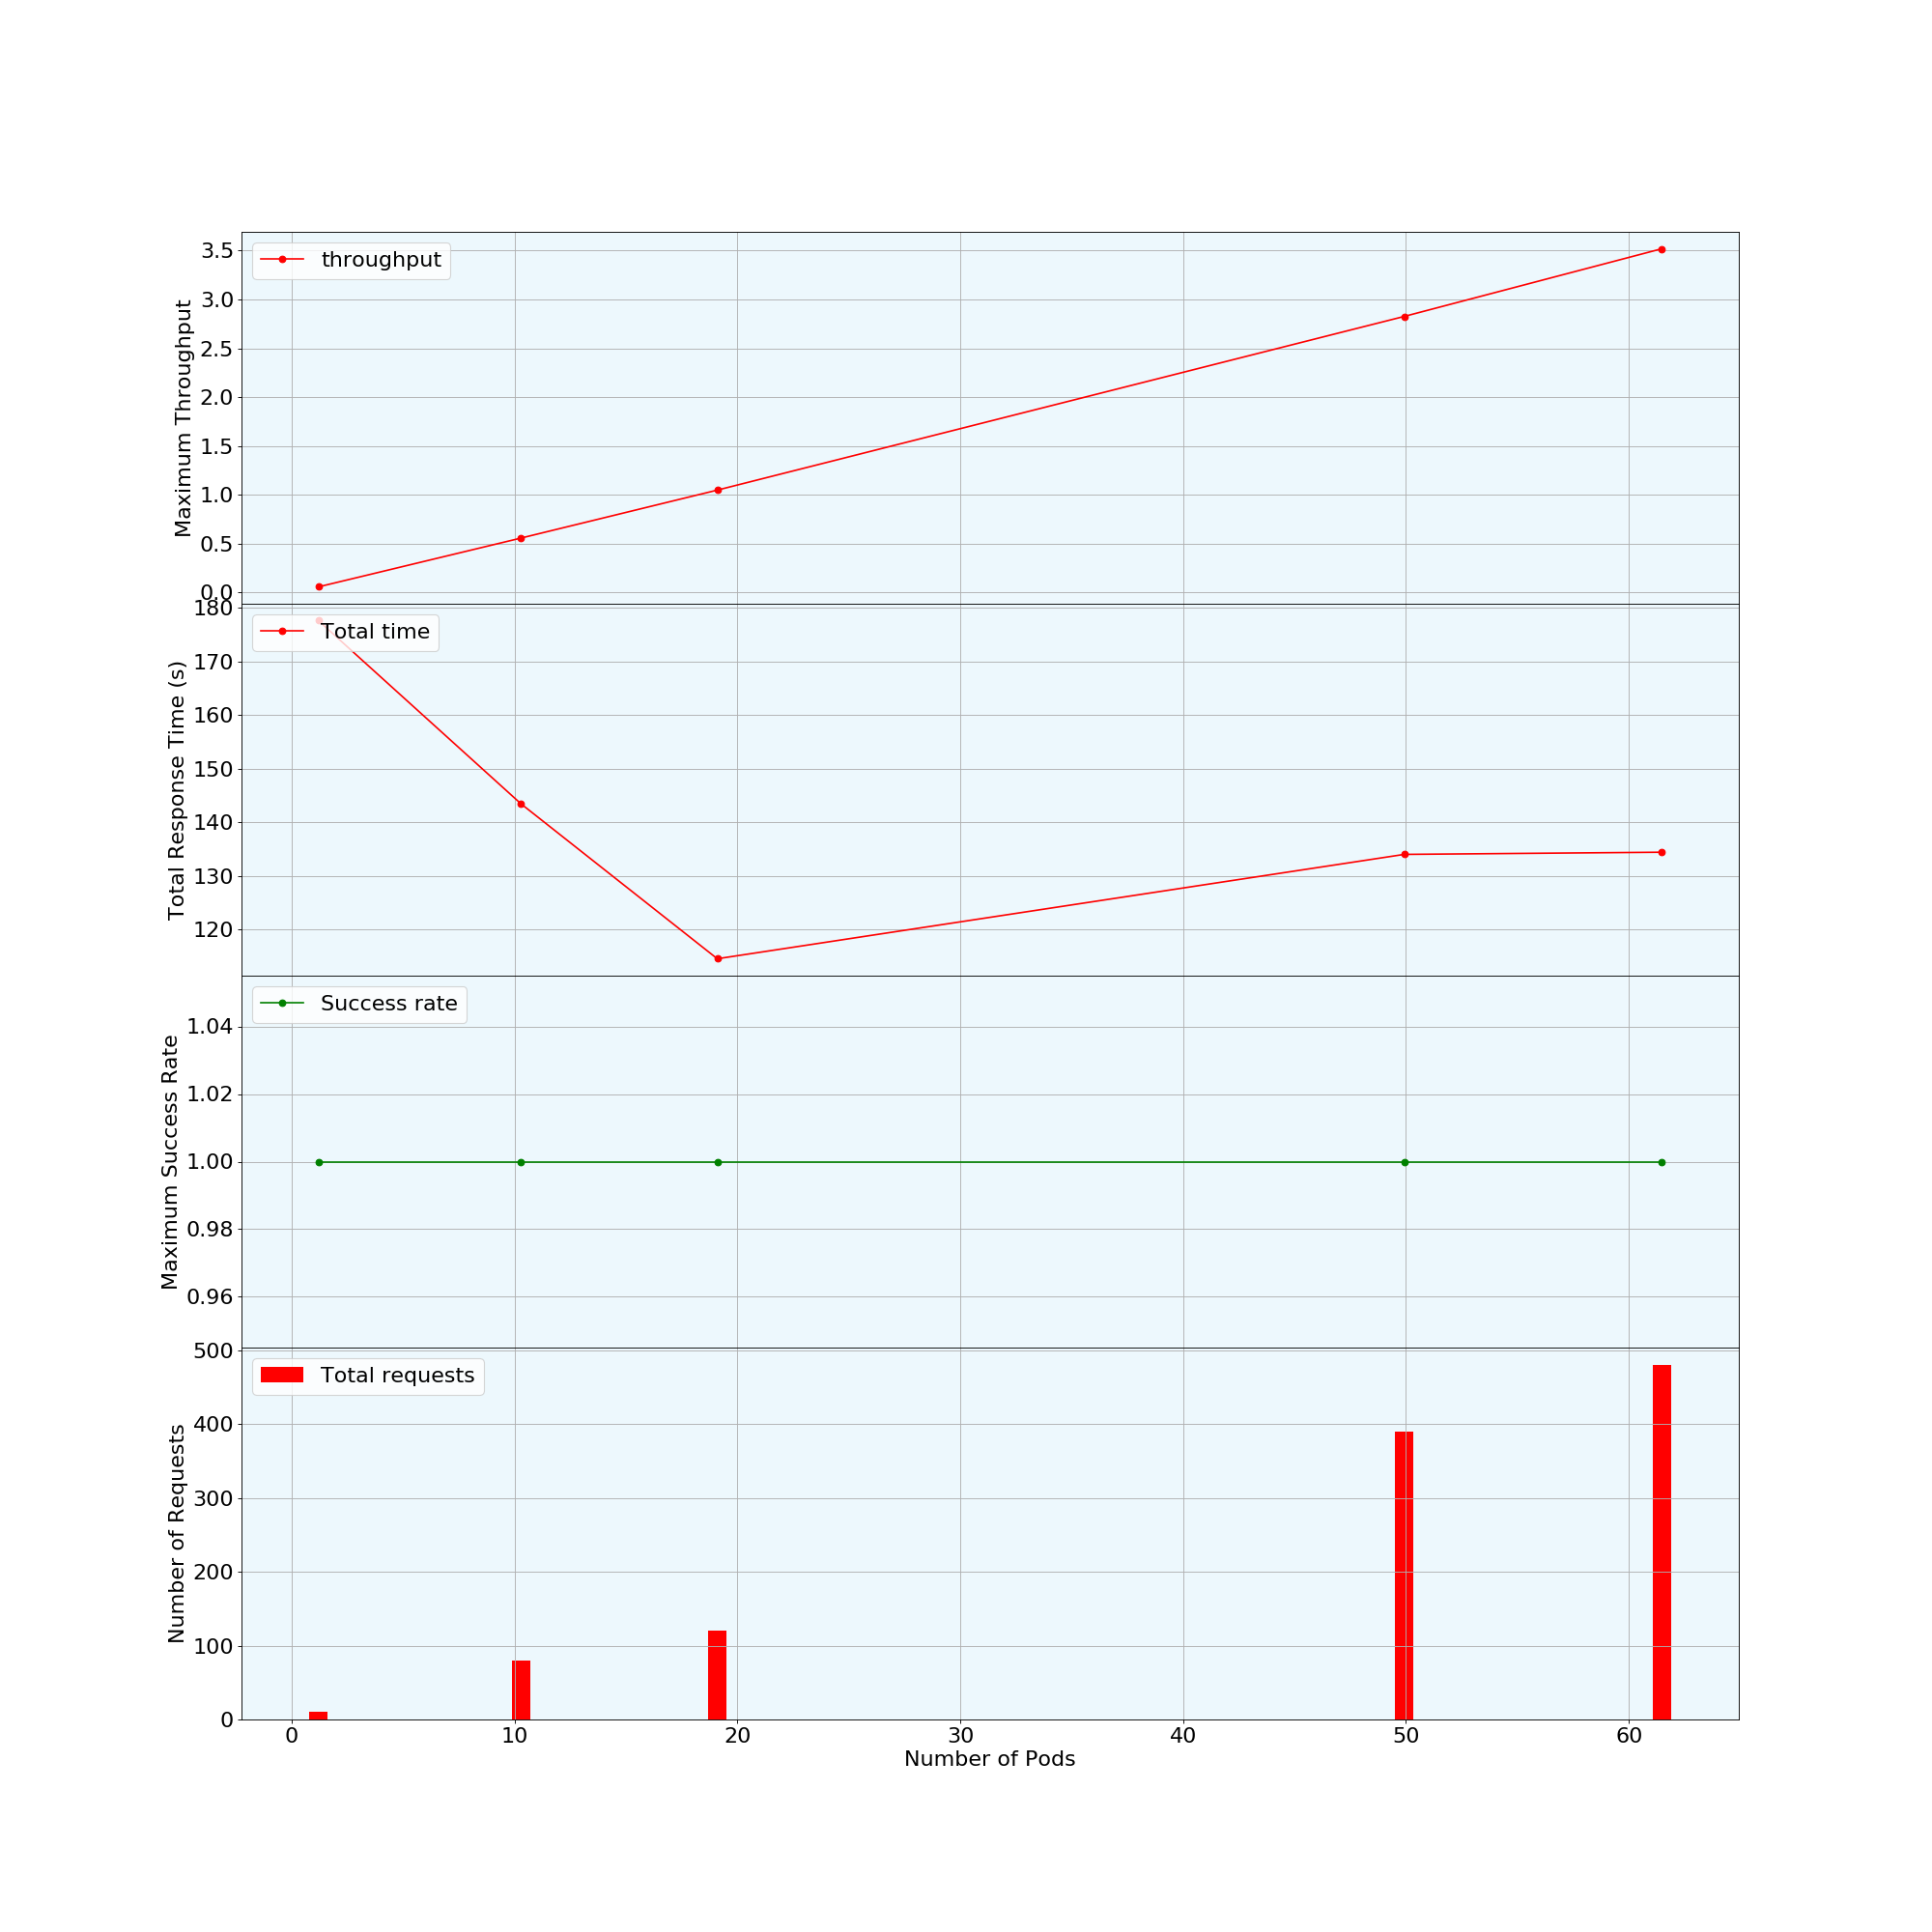 throughput
Maximum Throughput
3.5
3.0
2.5
2.0
1.5
1.0
0.5
0.0
Total time
Total Response Time (s)
180
170
160
150
140
130
120
Success rate
Maximum Success Rate
1.04
1.02
1.00
0.98
0.96
Total requests
Number of Requests
500
400
300
200
100
0
0 10 20 30 40 50 60
Number of Pods